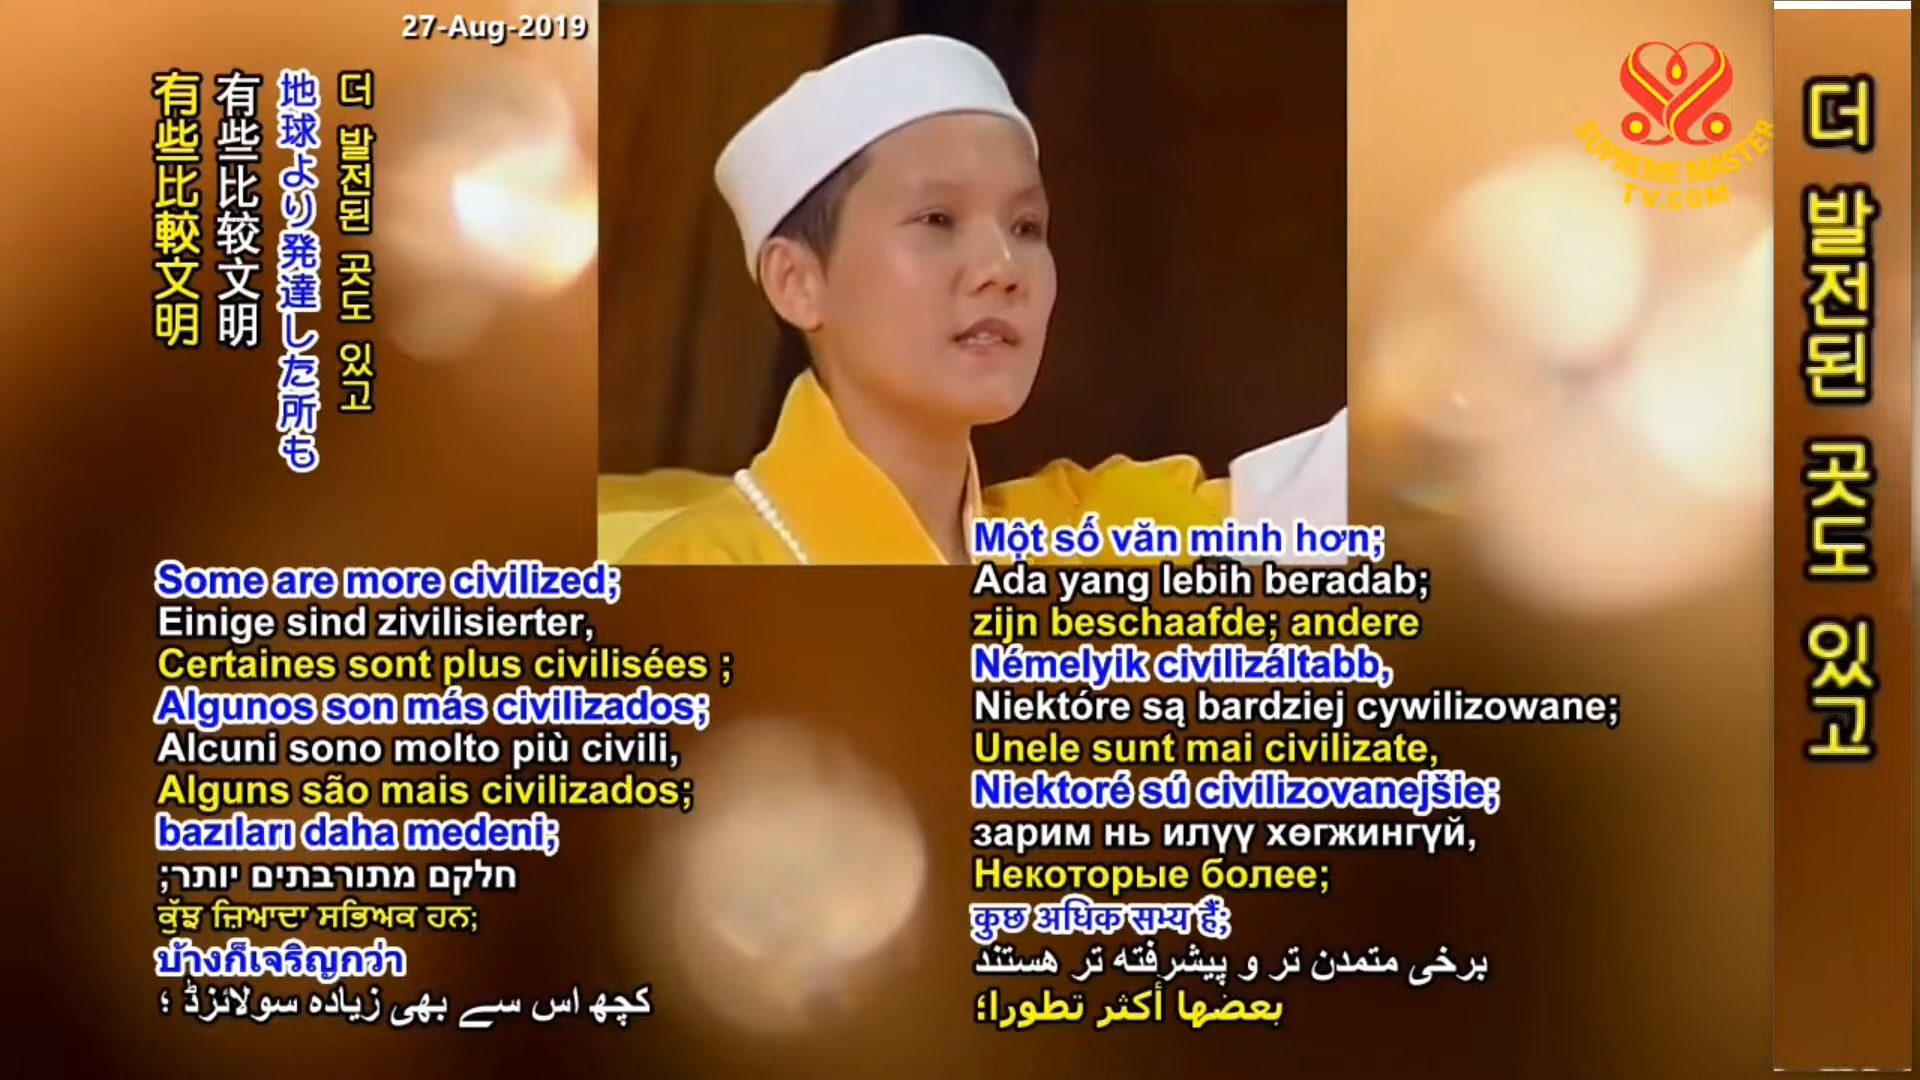 27-Aug-2019
더 발전된 곳도 있고
地球より発達した所も
有些比较文明
有些比較文明
SUPREME MASTER
TV.COM
더 발전된 곳도 있고
Some are more civilized;
Einige sind zivilisierter,
Certaines sont plus civilisées ;
Algunos son más civilizados;
Alcuni sono molto più civili,
Alguns são mais civilizados;
bazıları daha medeni;
חלקם מתורבתים יותר;
ਕੁੱਝ ਜ਼ਿਆਦਾ ਸਭਿਅਕ ਹਨ;
บ้างก็เจริญกว่า
کچھ اس سے بھی زیادہ سولائزڈ ؛
Một số văn minh hơn;
Ada yang lebih beradab;
zijn beschaafde; andere
Némelyik civilizáltabb,
Niektóre są bardziej cywilizowane;
Unele sunt mai civilizate,
Niektoré sú civilizovanejšie;
зарим нь илүү хөгжингүй,
Некоторые более;
कुछ अधिक सभ्य हैं;
برخی متمدن تر و پیشرفته تر هستند
بعضها أكثر تطورا؛